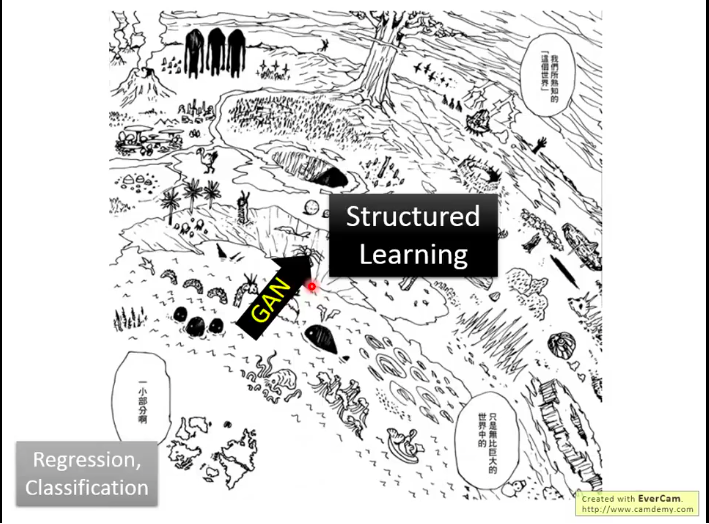 我們所熟知的
「這個世界」
Structured
Learning
GAN
只是無比巨大的
世界中的
一小部分啊
Regression,
Classification
Created with EverCam.
http://www.camdemy.com